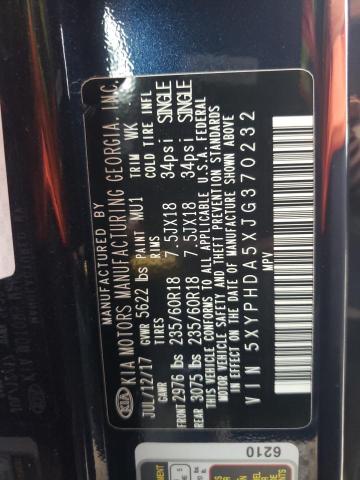 MANUFACTURED BY
KIA KIA MOTORS MANUFACTURING GEORGIA, INC.
JUL/12/17 GVWR 5622 lbs PAINT MU1 TRIM WK
GAWR TIRES RIMS COLD TIRE INFL
FRONT 2976 lbs 235/60R18 7.5JX18 34psi SINGLE
REAR 3075 lbs 235/60R18 7.5JX18 34psi SINGLE
THIS VEHICLE CONFORMS TO ALL APPLICABLE U.S.A. FEDERAL
MOTOR VEHICLE SAFETY AND THEFT PREVENTION STANDARDS
IN EFFECT ON THE DATE OF MANUFACTURE SHOWN ABOVE
MPV
VIN 5XYPHDA5XJG370232
6210